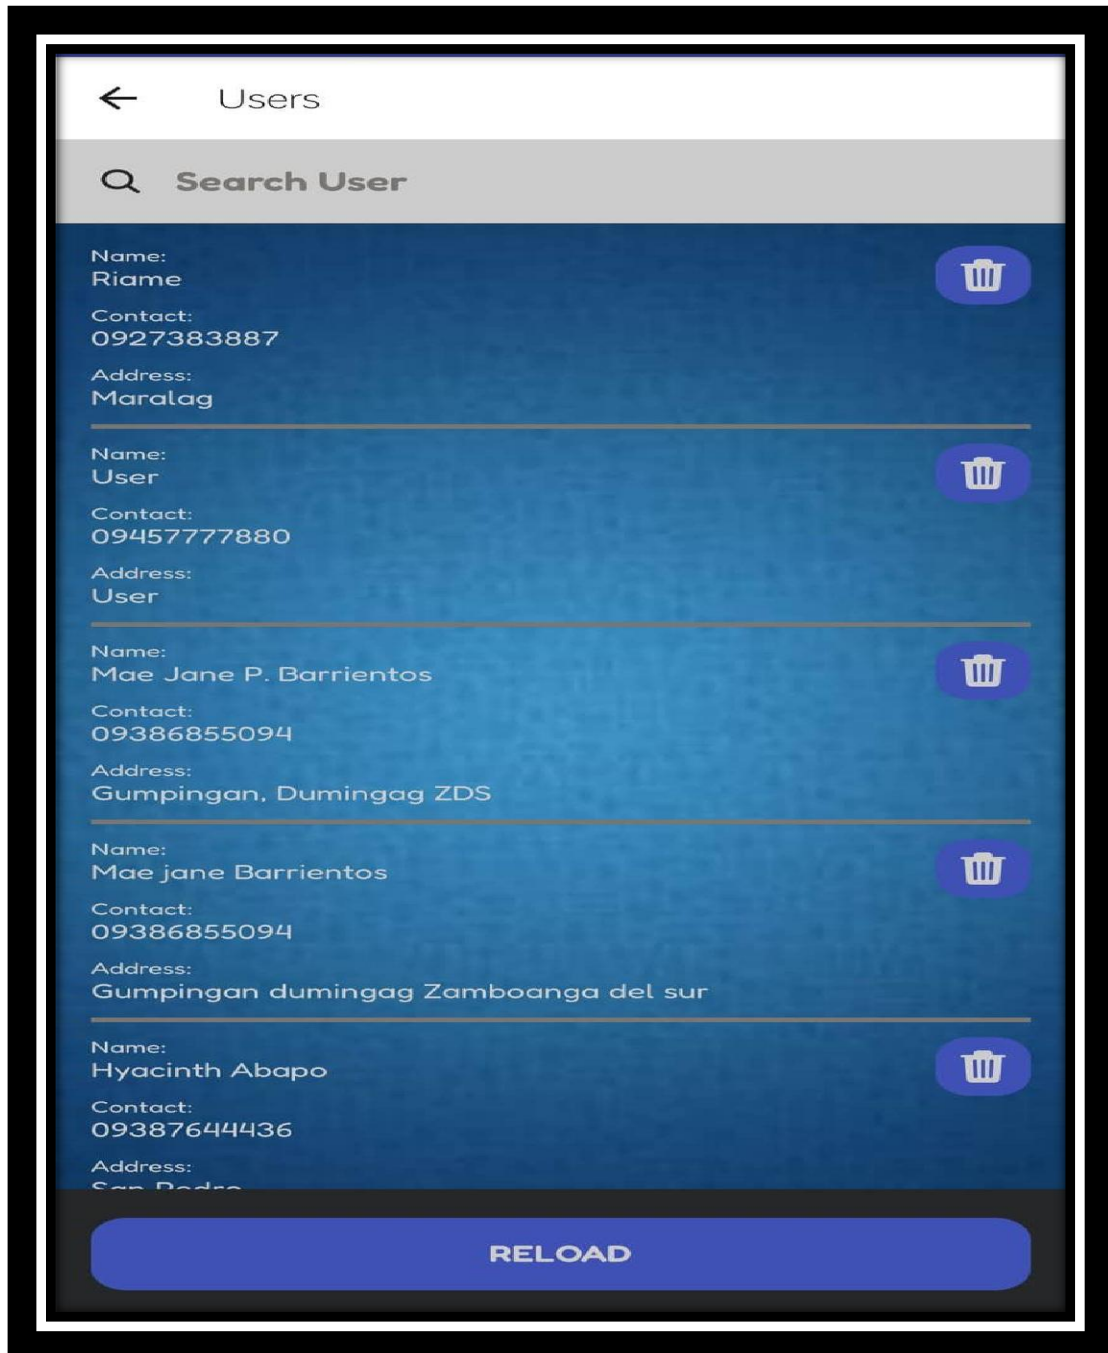 Users
Search User
Name:
Riame
Contact:
0927383887
Address:
Maralag
Name:
User
Contact:
09457777880
Address:
User
Name:
Mae Jane P. Barrientos
Contact:
09386855094
Address:
Gumpingan, Dumingag ZDS
Name:
Mae jane Barrientos
Contact:
09386855094
Address:
Gumpingan dumingag Zamboanga del sur
Name:
Hyacinth Abapo
Contact:
09387644436
Address:
San Pedro
RELOAD